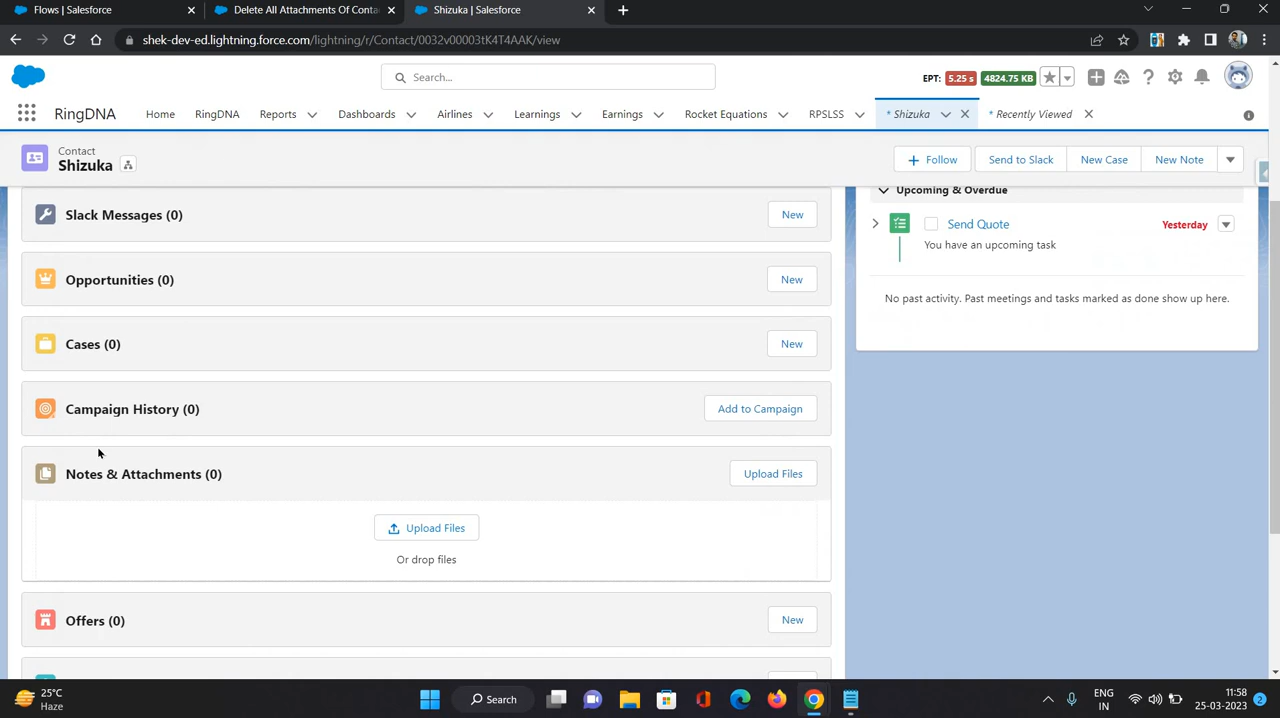 Flows | Salesforce
Delete All Attachments Of Conta
Shizuka | Salesforce
shek-dev-ed.lightning.force.com/lightning/r/Contact/0032v00003tK4T4AAK/view
Search...
EPT: 5.25 s 4824.75 KB
RingDNA
Home
RingDNA
Reports
Dashboards
Airlines
Learnings
Earnings
Rocket Equations
RPSLSS
* Shizuka
* Recently Viewed
Contact
Shizuka
Follow
Send to Slack
New Case
New Note
Slack Messages (0)
New
Opportunities (0)
New
Cases (0)
New
Campaign History (0)
Add to Campaign
Notes & Attachments (0)
Upload Files
Upload Files
Or drop files
Offers (0)
New
Upcoming & Overdue
Send Quote
Yesterday
You have an upcoming task
No past activity. Past meetings and tasks marked as done show up here.
25°C
Haze
Search
ENG
IN
11:58
25-03-2023
2